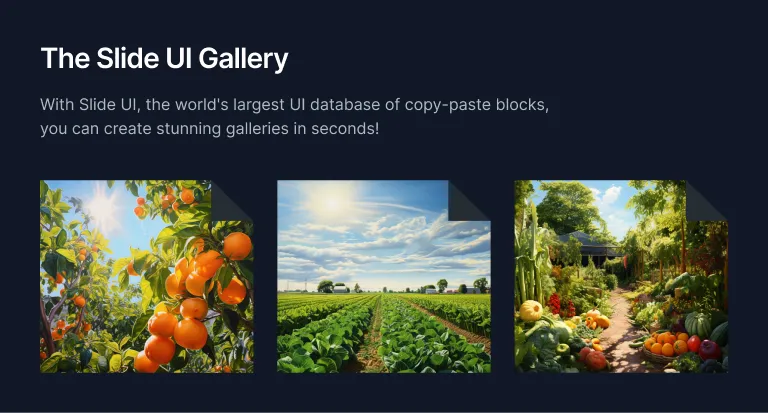 The Slide UI Gallery
With Slide UI, the world's largest UI database of copy-paste blocks,
you can create stunning galleries in seconds!